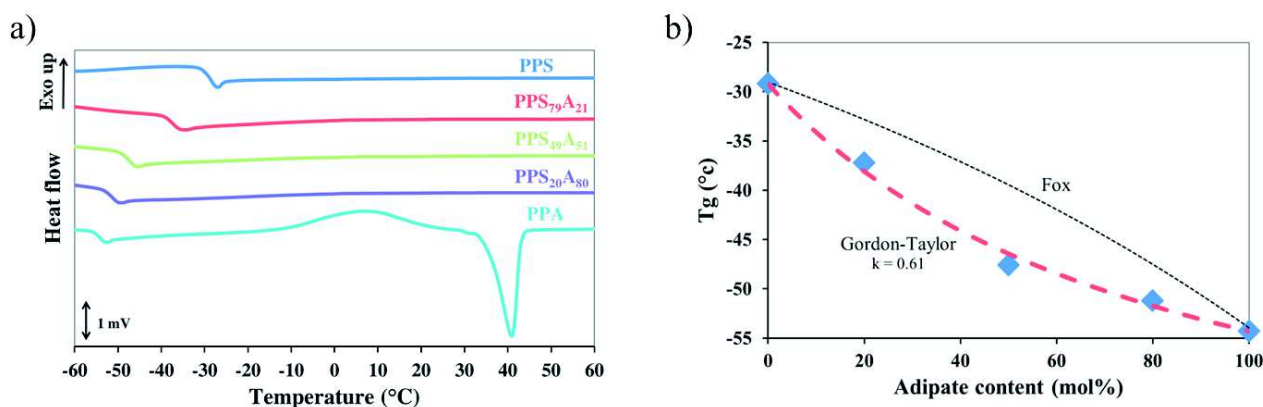 a)
Exo up
Heat flow
PPS
PPS₇₉A₂₁
PPS₄₉A₅₁
PPS₂₀A₈₀
PPA
1 mV
-60 -50 -40 -30 -20 -10 0 10 20 30 40 50 60
Temperature (°C)
b)
Tg (°c)
-25
-30
-35
-40
-45
-50
-55
Fox
Gordon-Taylor
k = 0.61
0 20 40 60 80 100
Adipate content (mol%)